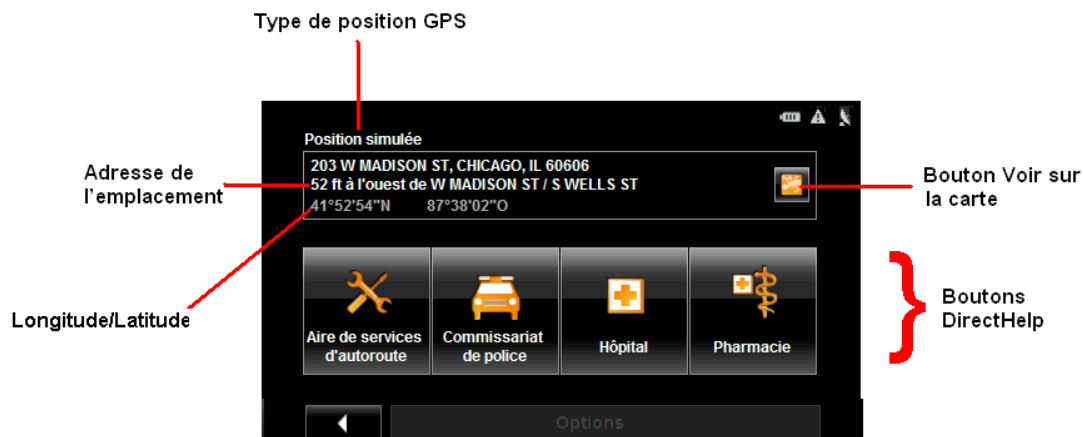 Type de position GPS
Position simulée
203 W MADISON ST, CHICAGO, IL 60606
52 ft à l'ouest de W MADISON ST / S WELLS ST
41°52'54"N 87°38'02"O
Adresse de
l'emplacement
Bouton Voir sur
la carte
Longitude/Latitude
Aire de services
d'autoroute
Commissariat
de police
Hôpital
Pharmacie
Boutons
DirectHelp
Options